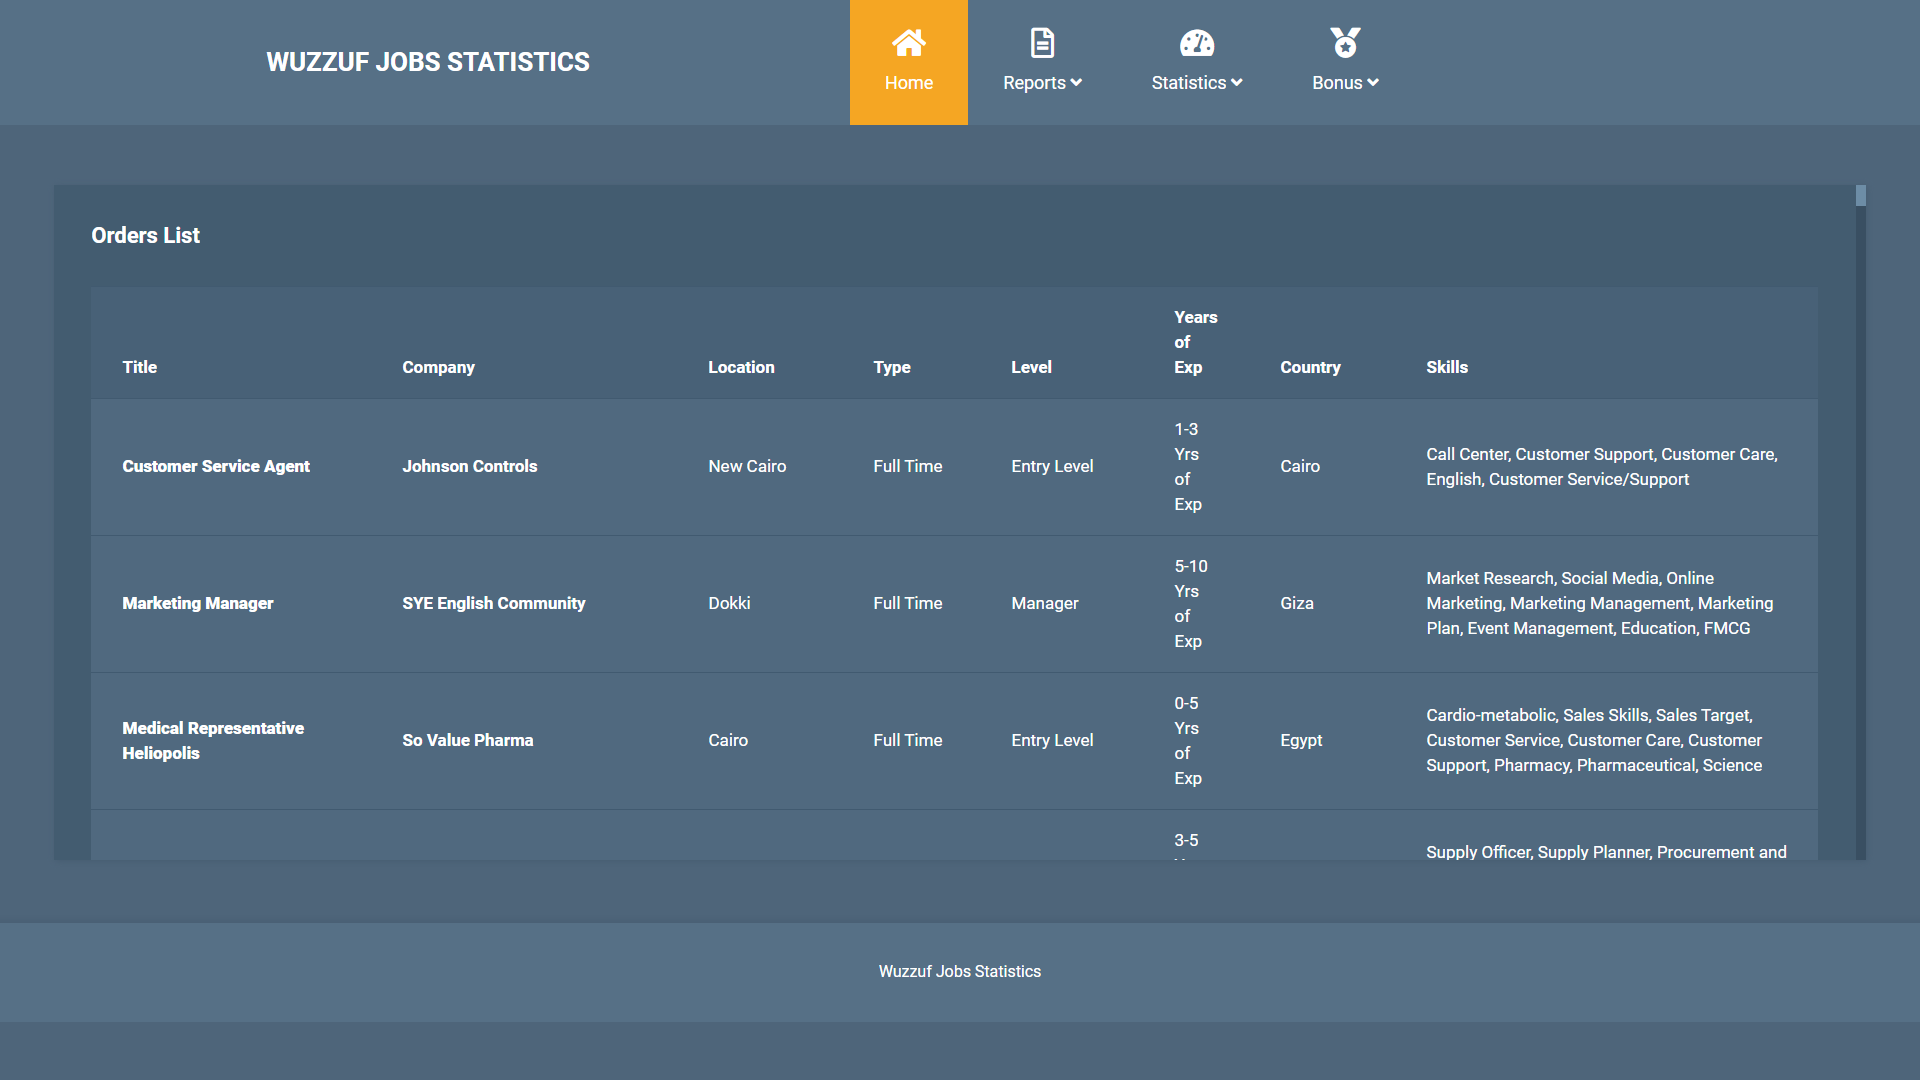 WUZZUF JOBS STATISTICS
Home
Reports
Statistics
Bonus
Orders List
Title
Company
Location
Type
Level
Years
of
Exp
Country
Skills
Customer Service Agent
Johnson Controls
New Cairo
Full Time
Entry Level
1-3
Yrs
of
Exp
Cairo
Call Center, Customer Support, Customer Care,
English, Customer Service/Support
Marketing Manager
SYE English Community
Dokki
Full Time
Manager
5-10
Yrs
of
Exp
Giza
Market Research, Social Media, Online
Marketing, Marketing Management, Marketing
Plan, Event Management, Education, FMCG
Medical Representative
Heliopolis
So Value Pharma
Cairo
Full Time
Entry Level
0-5
Yrs
of
Exp
Egypt
Cardio-metabolic, Sales Skills, Sales Target,
Customer Service, Customer Care, Customer
Support, Pharmacy, Pharmaceutical, Science
3-5
Supply Officer, Supply Planner, Procurement and
Wuzzuf Jobs Statistics